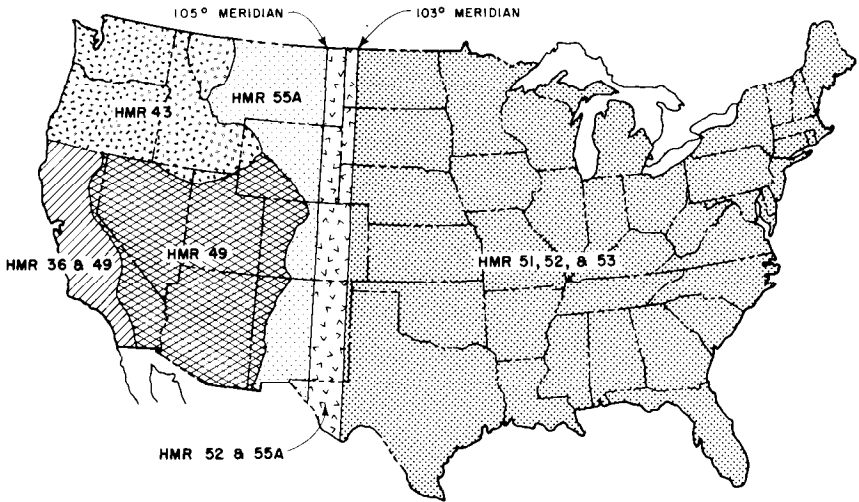 105° MERIDIAN
103° MERIDIAN
HMR 55A
HMR 43
HMR 49
HMR 36 & 49
HMR 51, 52, & 53
HMR 52 & 55A